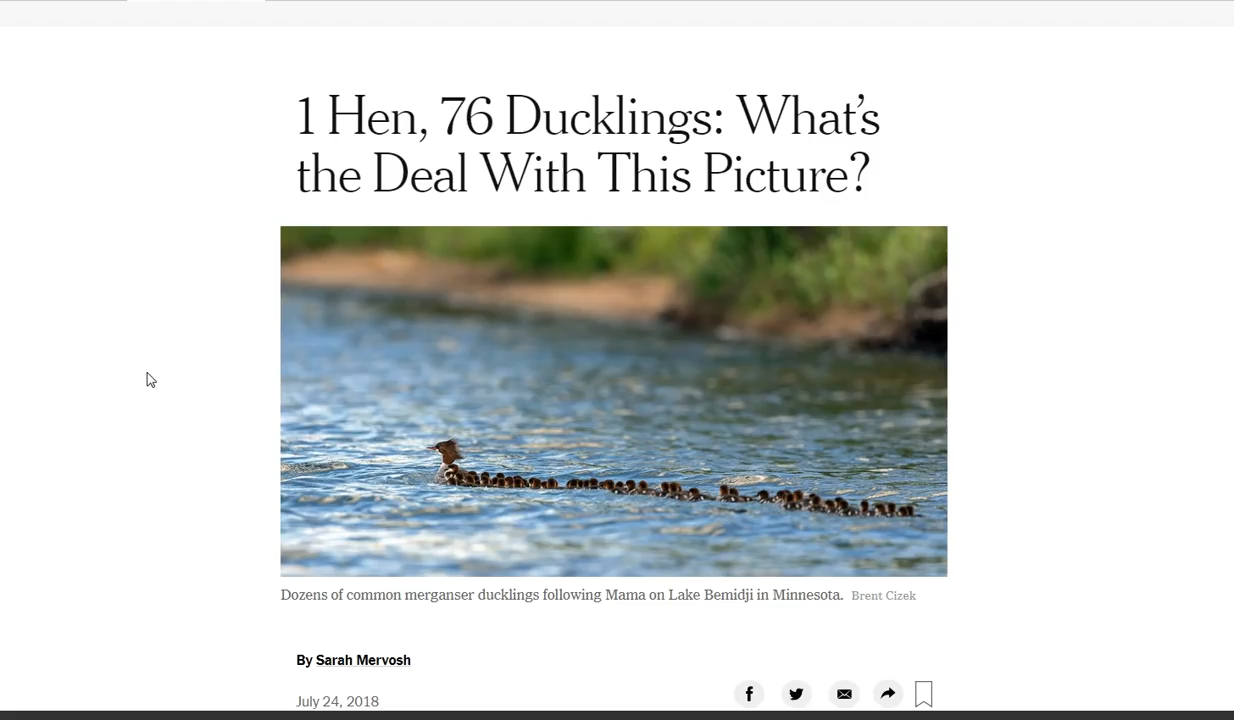 1 Hen, 76 Ducklings: What’s
the Deal With This Picture?
Dozens of common merganser ducklings following Mama on Lake Bemidji in Minnesota. Brent Cizek
By Sarah Mervosh
July 24, 2018